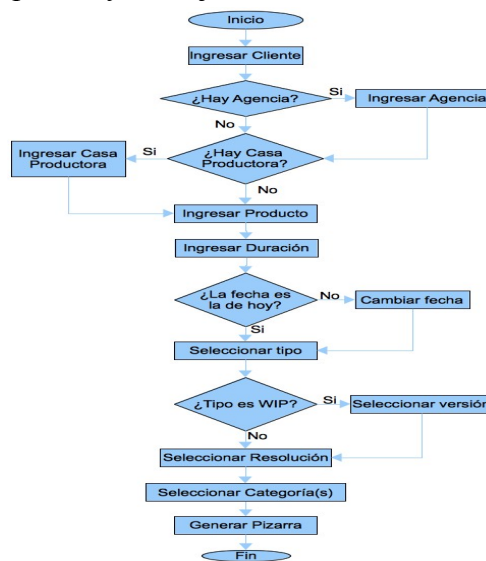 Inicio
Ingresar Cliente
¿Hay Agencia?
Si
Ingresar Agencia
No
Ingresar Casa
Productora
Si
¿Hay Casa
Productora?
No
Ingresar Producto
Ingresar Duración
¿La fecha es
la de hoy?
No
Cambiar fecha
Si
Seleccionar tipo
¿Tipo es WIP?
Si
Seleccionar versión
No
Seleccionar Resolución
Seleccionar Categoría(s)
Generar Pizarra
Fin